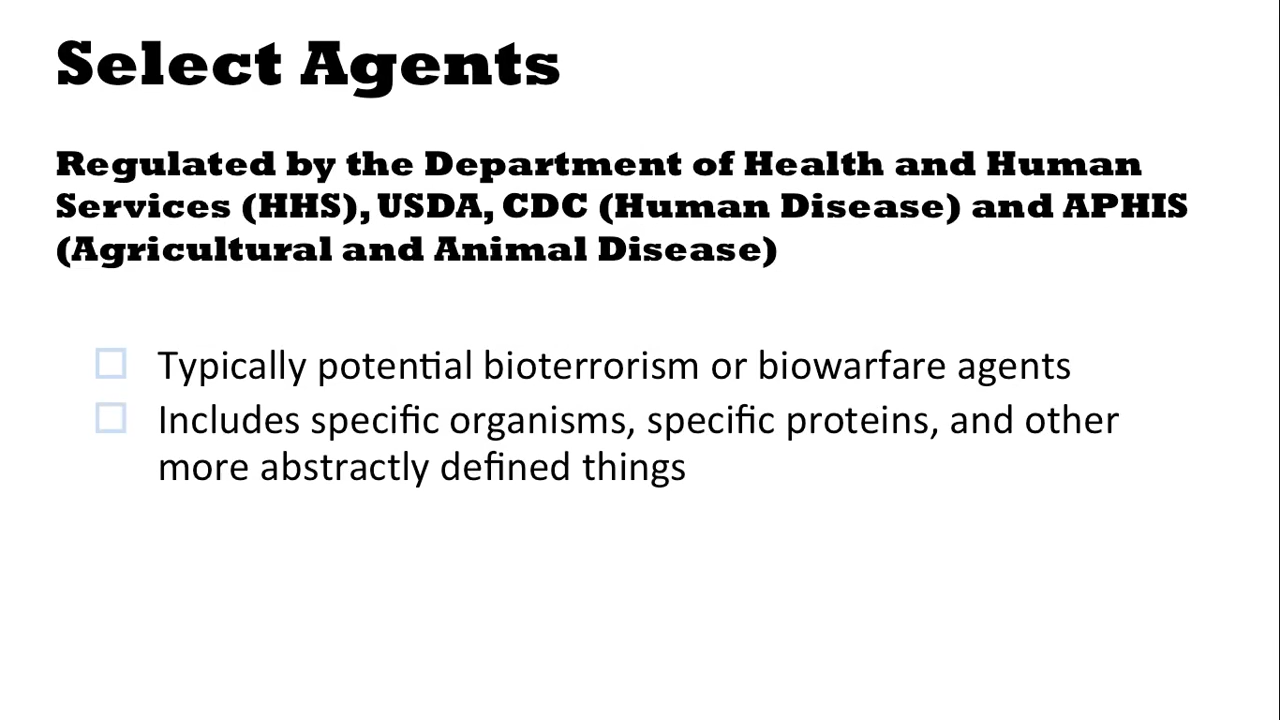 Select Agents
Regulated by the Department of Health and Human
Services (HHS), USDA, CDC (Human Disease) and APHIS
(Agricultural and Animal Disease)
Typically potential bioterrorism or biowarfare agents
Includes specific organisms, specific proteins, and other
more abstractly defined things